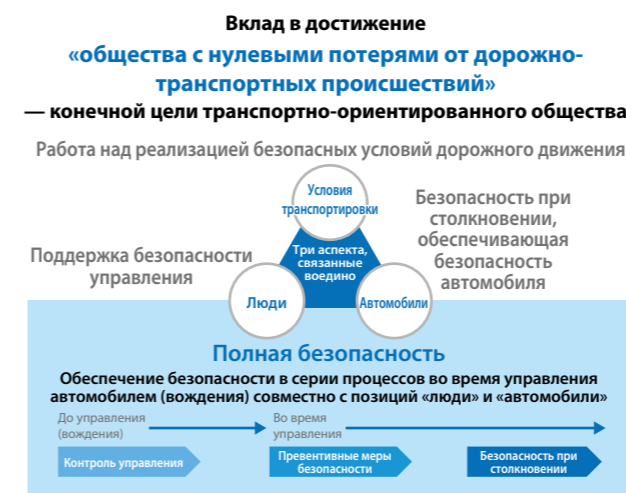 Вклад в достижение
«общества с нулевыми потерями от дорожно-
транспортных происшествий»
— конечной цели транспортно-ориентированного общества
Работа над реализацией безопасных условий дорожного движения
Условия
транспортировки
Безопасность при
столкновении,
обеспечивающая
безопасность
автомобиля
Поддержка безопасности
управления
Три аспекта,
связанные
воедино
Люди
Автомобили
Полная безопасность
Обеспечение безопасности в серии процессов во время управления
автомобилем (вождения) совместно с позиций «люди» и «автомобили»
До управления
(вождения)
Во время
управления
Контроль управления
Превентивные меры
безопасности
Безопасность при
столкновении